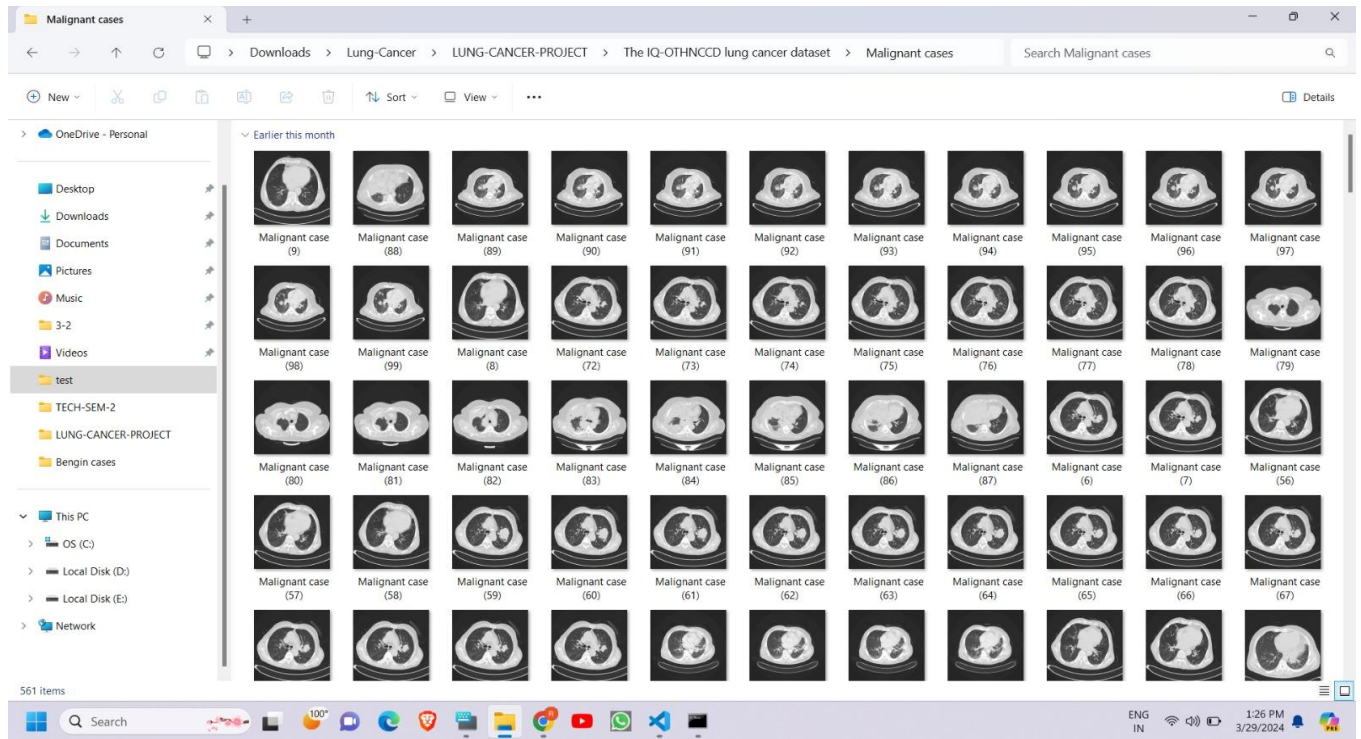 Malignant cases
Downloads > Lung-Cancer > LUNG-CANCER-PROJECT > The IQ-OTHNCCD lung cancer dataset > Malignant cases
Search Malignant cases
New
Sort
View
Details
OneDrive - Personal
Desktop
Downloads
Documents
Pictures
Music
3-2
Videos
test
TECH-SEM-2
LUNG-CANCER-PROJECT
Bengin cases
This PC
OS (C:)
Local Disk (D:)
Local Disk (E:)
Network
Earlier this month
Malignant case Malignant case Malignant case Malignant case Malignant case Malignant case Malignant case Malignant case Malignant case Malignant case Malignant case
(9) (88) (89) (90) (91) (92) (93) (94) (95) (96) (97)
Malignant case Malignant case Malignant case Malignant case Malignant case Malignant case Malignant case Malignant case Malignant case Malignant case Malignant case
(98) (99) (8) (72) (73) (74) (75) (76) (77) (78) (79)
Malignant case Malignant case Malignant case Malignant case Malignant case Malignant case Malignant case Malignant case Malignant case Malignant case Malignant case
(80) (81) (82) (83) (84) (85) (86) (87) (6) (7) (56)
Malignant case Malignant case Malignant case Malignant case Malignant case Malignant case Malignant case Malignant case Malignant case Malignant case Malignant case
(57) (58) (59) (60) (61) (62) (63) (64) (65) (66) (67)
561 items
Search
100°
ENG
IN
1:26 PM
3/29/2024
PRE